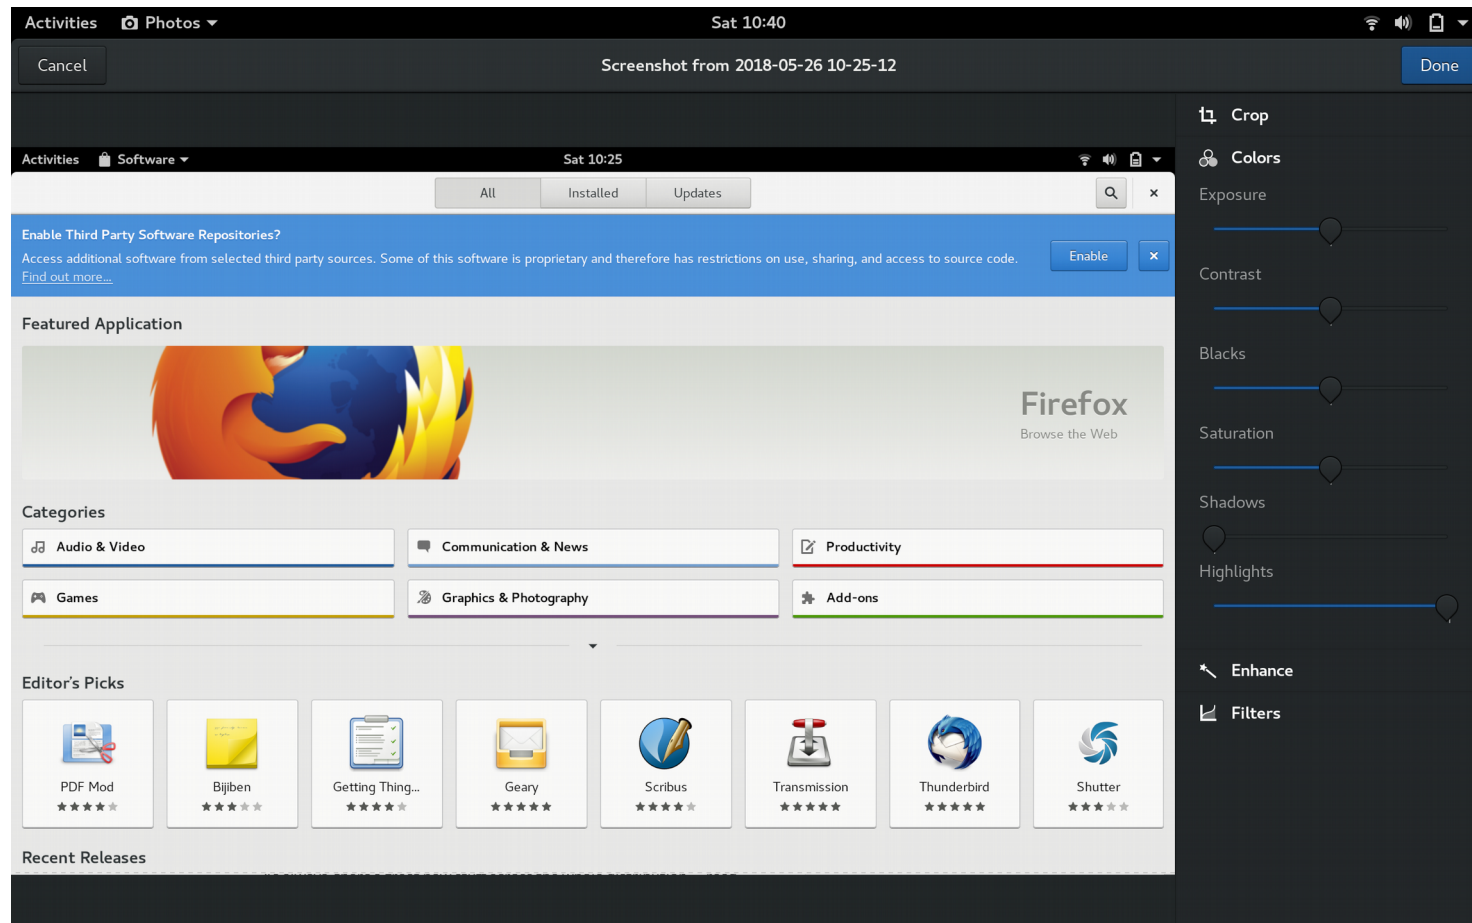 Activities Photos Sat 10:40
Cancel Screenshot from 2018-05-26 10-25-12 Done
Crop
Colors
Exposure
Contrast
Blacks
Saturation
Shadows
Highlights
Enhance
Filters
Activities Software Sat 10:25
All Installed Updates
Enable Third Party Software Repositories?
Access additional software from selected third party sources. Some of this software is proprietary and therefore has restrictions on use, sharing, and access to source code.
Find out more...
Enable
Featured Application
Firefox
Browse the Web
Categories
Audio & Video Communication & News Productivity
Games Graphics & Photography Add-ons
Editor's Picks
PDF Mod Bijiben Getting Thing... Geary Scribus Transmission Thunderbird Shutter
Recent Releases